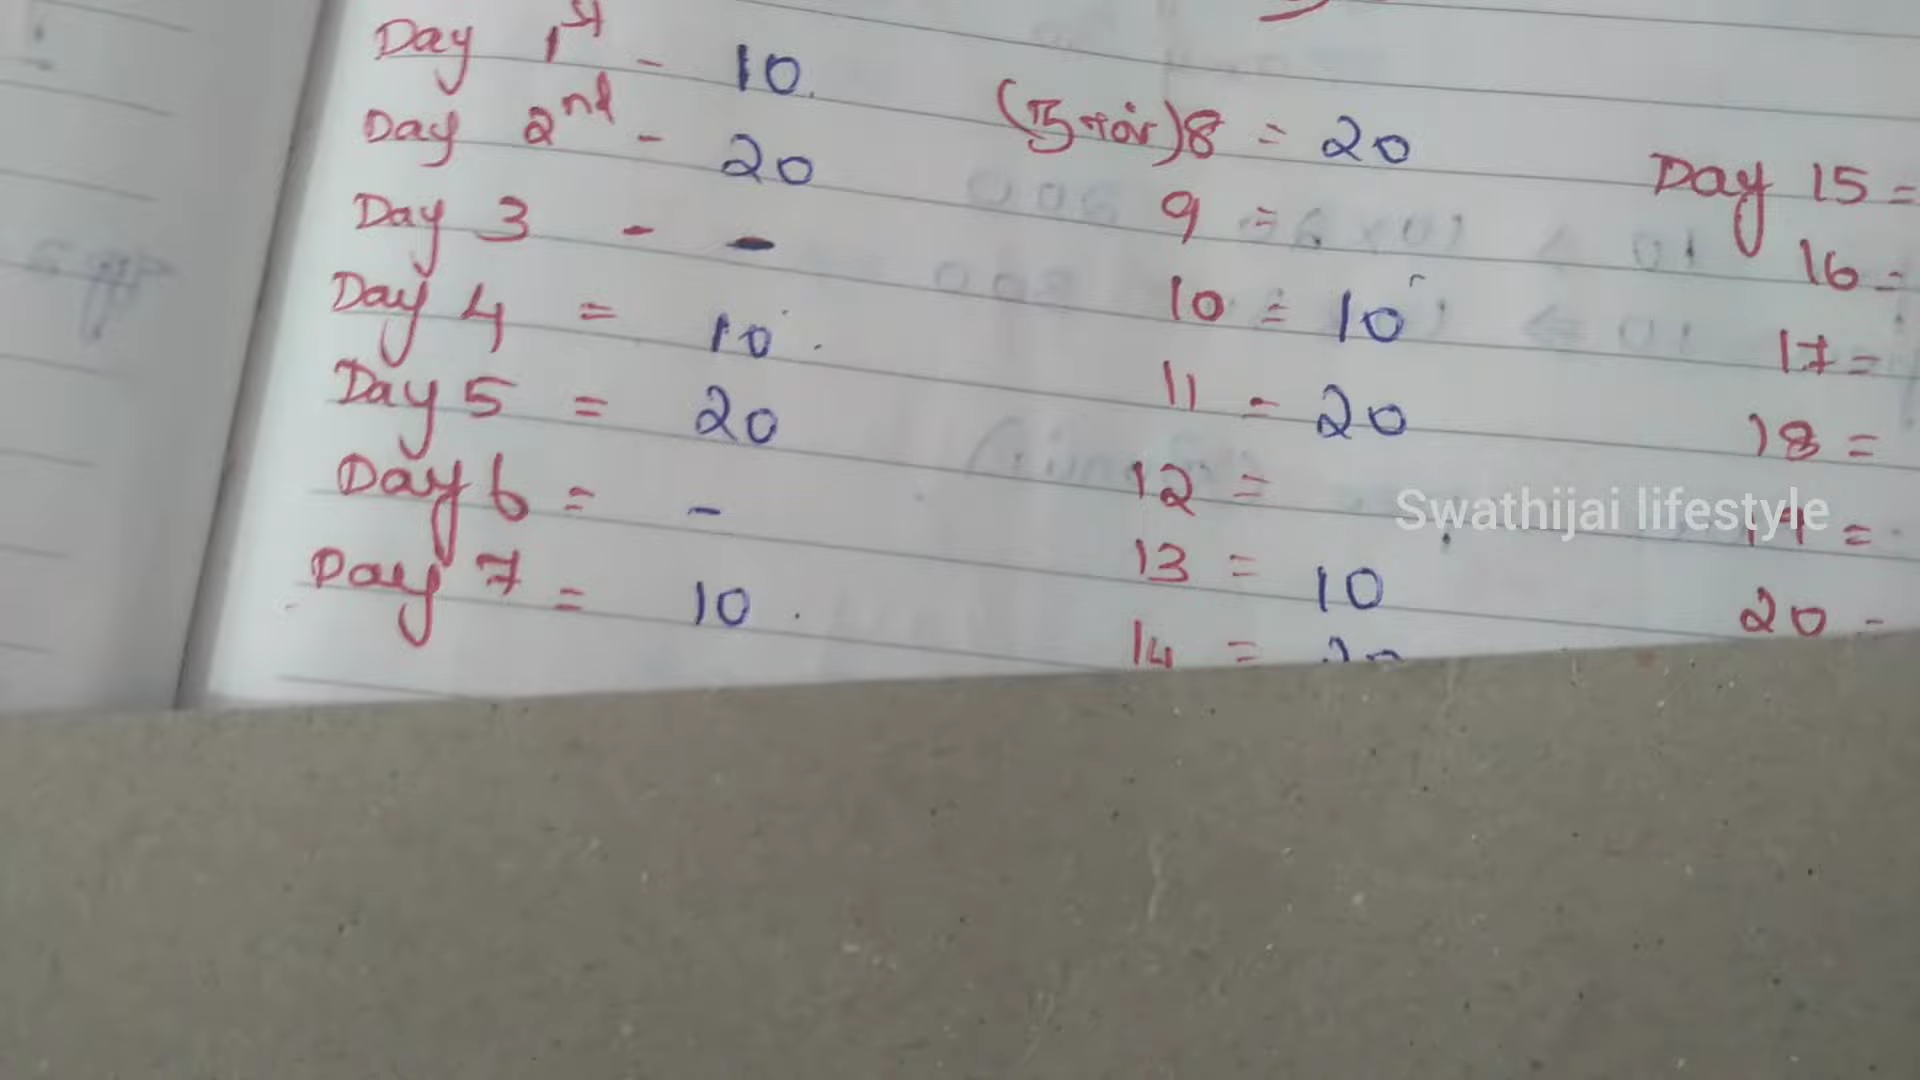 Day 1st - 10.
Day 2nd - 20
Day 3 - -
Day 4 = 10.
Day 5 = 20
Day 6 = -
Day 7 = 10.
(நாள்) 8 = 20
9 =
10 = 10
11 - 20
12 =
13 = 10
14 = 20
Day 15 =
16 =
17 =
18 =
19 =
20 -
Swathijai lifestyle